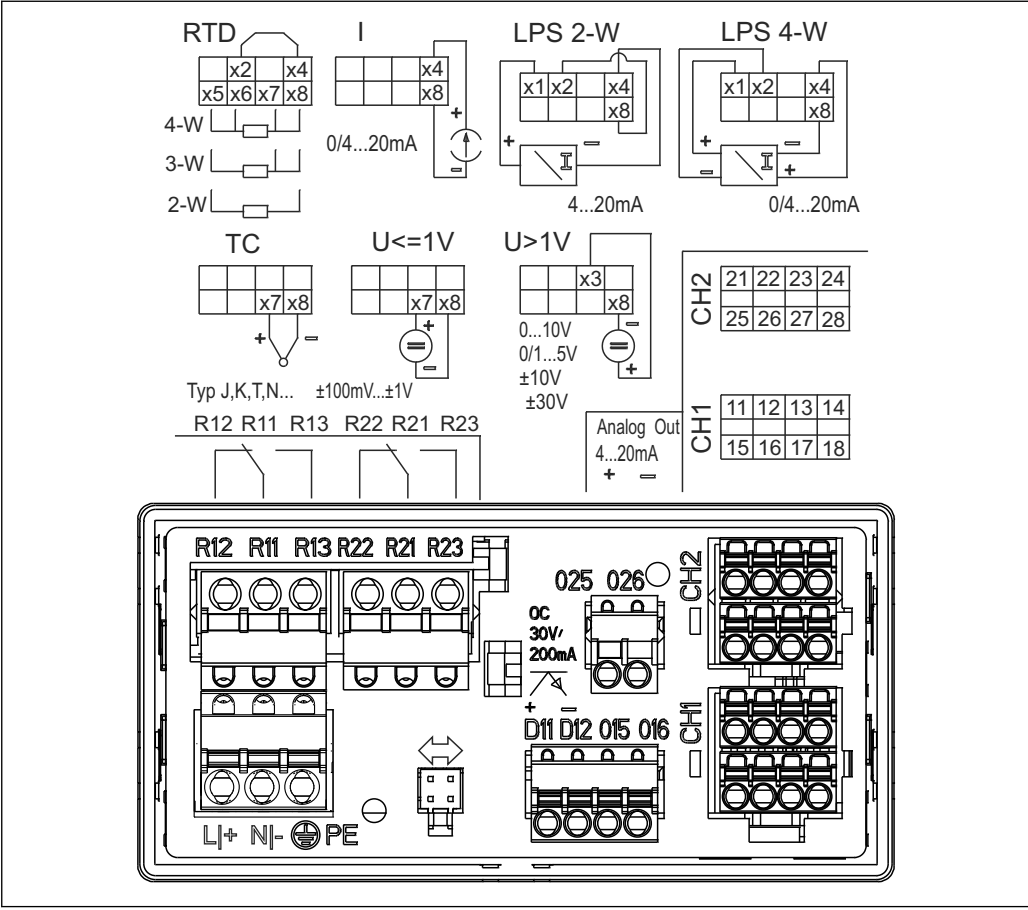 RTD I LPS 2-W LPS 4-W
x2 x4 x4 x1 x2 x4 x1 x2 x4
x5 x6 x7 x8 x8 x8 x8
4-W
0/4...20mA
+ - + - + -
3-W
- +
2-W
4...20mA 0/4...20mA
TC U<=1V U>1V
x3
x7 x8 x7 x8 x8
+ - + - - +
0...10V
0/1...5V
±10V
±30V
Typ J,K,T,N... ±100mV...±1V
CH2
21 22 23 24
25 26 27 28
CH1
11 12 13 14
15 16 17 18
R12 R11 R13 R22 R21 R23
Analog Out
4...20mA
+ -
R12 R11 R13 R22 R21 R23
O25 O26
CH2
OC
30V/
200mA
+ -
D11 D12 O15 O16
CH1
L|+ N|- PE